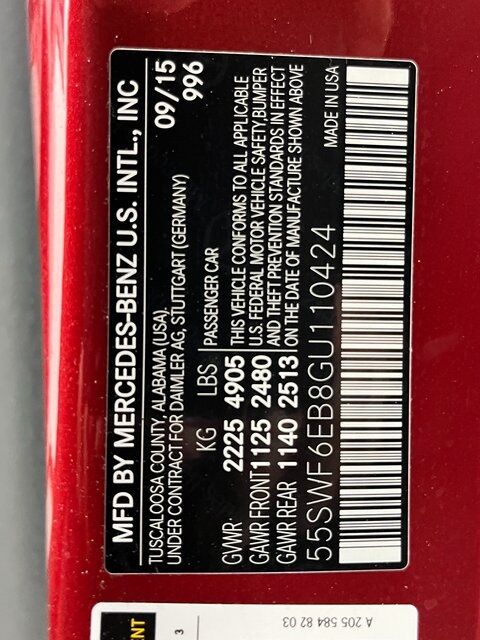 MFD BY MERCEDES-BENZ U.S. INTL., INC
TUSCALOOSA COUNTY, ALABAMA (USA)
UNDER CONTRACT FOR DAIMLER AG, STUTTGART (GERMANY)
09/15
996
KG LBS
GVWR 2225 4905
GAWR FRONT 1125 2480
GAWR REAR 1140 2513
PASSENGER CAR
THIS VEHICLE CONFORMS TO ALL APPLICABLE
U.S. FEDERAL MOTOR VEHICLE SAFETY,BUMPER
AND THEFT PREVENTION STANDARDS IN EFFECT
ON THE DATE OF MANUFACTURE SHOWN ABOVE
55SWF6EB8GU110424
MADE IN USA
3
A 205 584 82 03